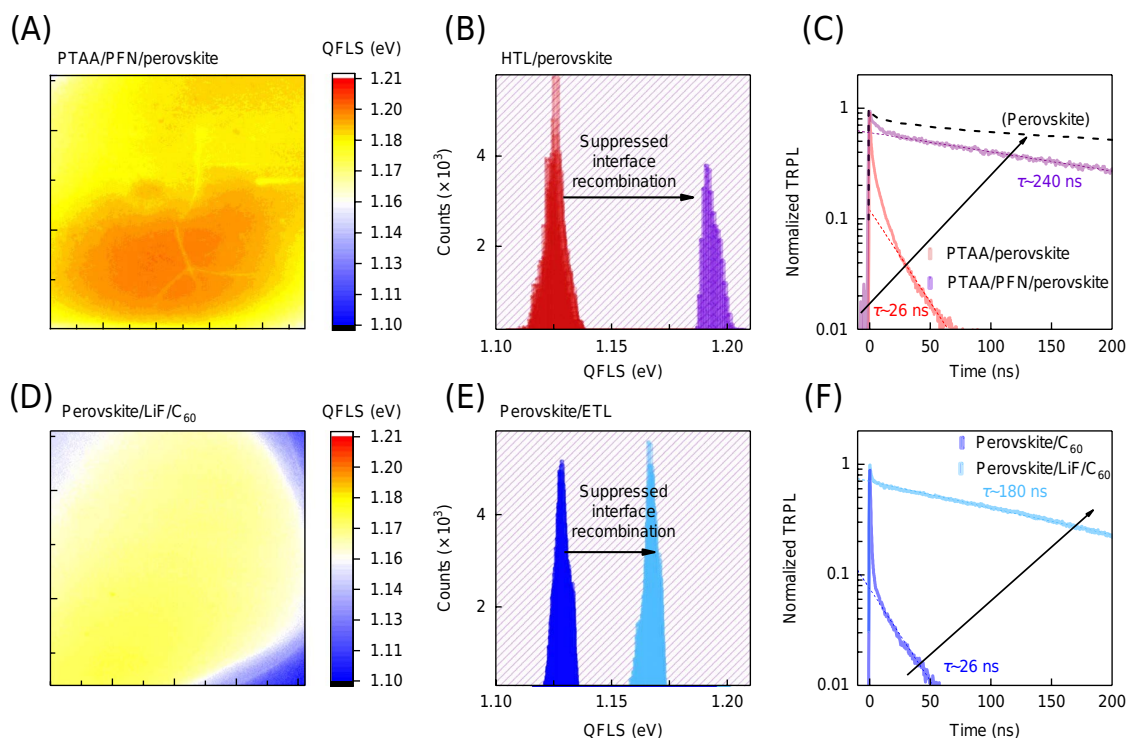 (A)
PTAA/PFN/perovskite
QFLS (eV)
1.21
1.20
1.19
1.18
1.17
1.16
1.14
1.13
1.12
1.11
1.10
(B)
HTL/perovskite
Counts (×10³)
4
2
Suppressed
interface
recombination
1.10
1.15
1.20
QFLS (eV)
(C)
Normalized TRPL
1
0.1
0.01
(Perovskite)
τ~240 ns
PTAA/perovskite
PTAA/PFN/perovskite
τ~26 ns
0
50
100
150
200
Time (ns)
(D)
Perovskite/LiF/C₆₀
QFLS (eV)
1.21
1.20
1.19
1.18
1.17
1.16
1.14
1.13
1.12
1.11
1.10
(E)
Perovskite/ETL
Counts (×10³)
4
2
Suppressed
interface
recombination
1.10
1.15
1.20
QFLS (eV)
(F)
Normalized TRPL
1
0.1
0.01
Perovskite/C₆₀
Perovskite/LiF/C₆₀
τ~180 ns
τ~26 ns
0
50
100
150
200
Time (ns)